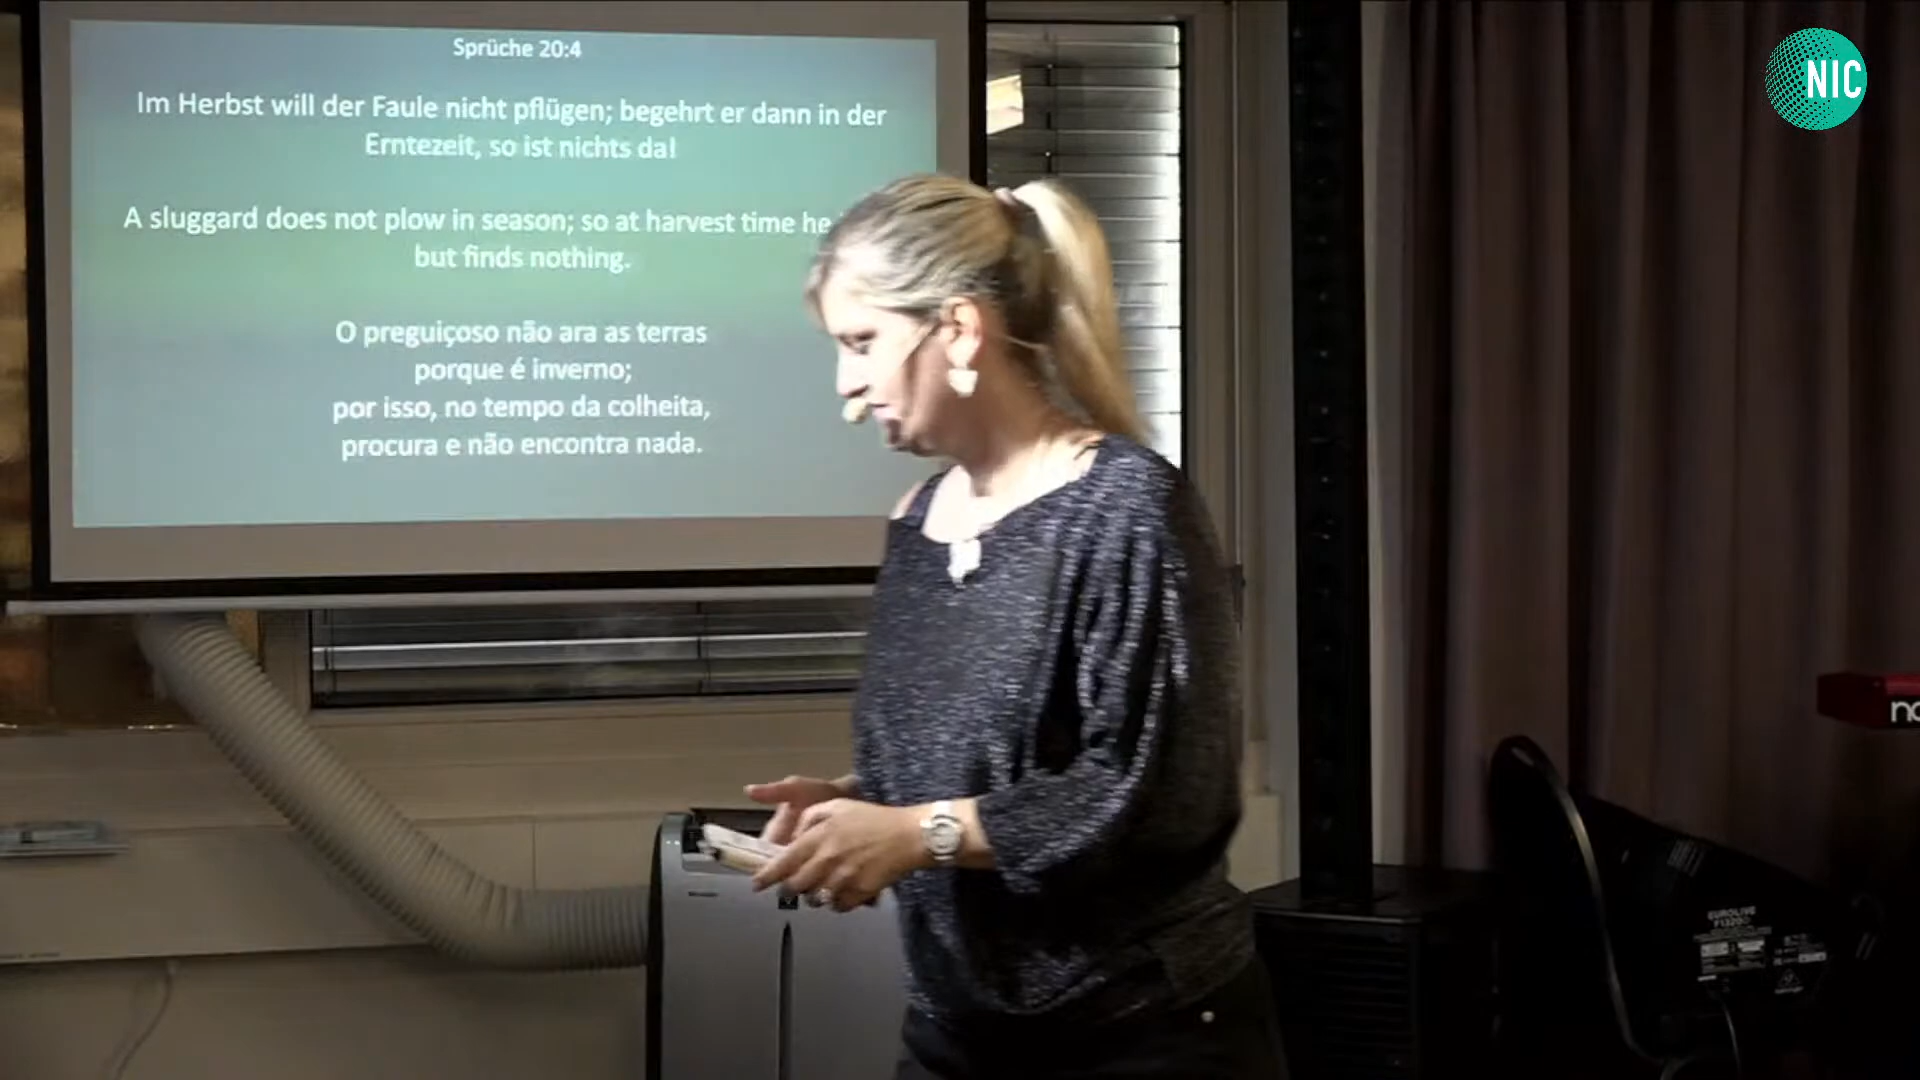 Sprüche 20:4
Im Herbst will der Faule nicht pflügen; begehrt er dann in der
Erntezeit, so ist nichts da!
A sluggard does not plow in season; so at harvest time he
but finds nothing.
O preguiçoso não ara as terras
porque é inverno;
por isso, no tempo da colheita,
procura e não encontra nada.
NIC
EUROLIVE